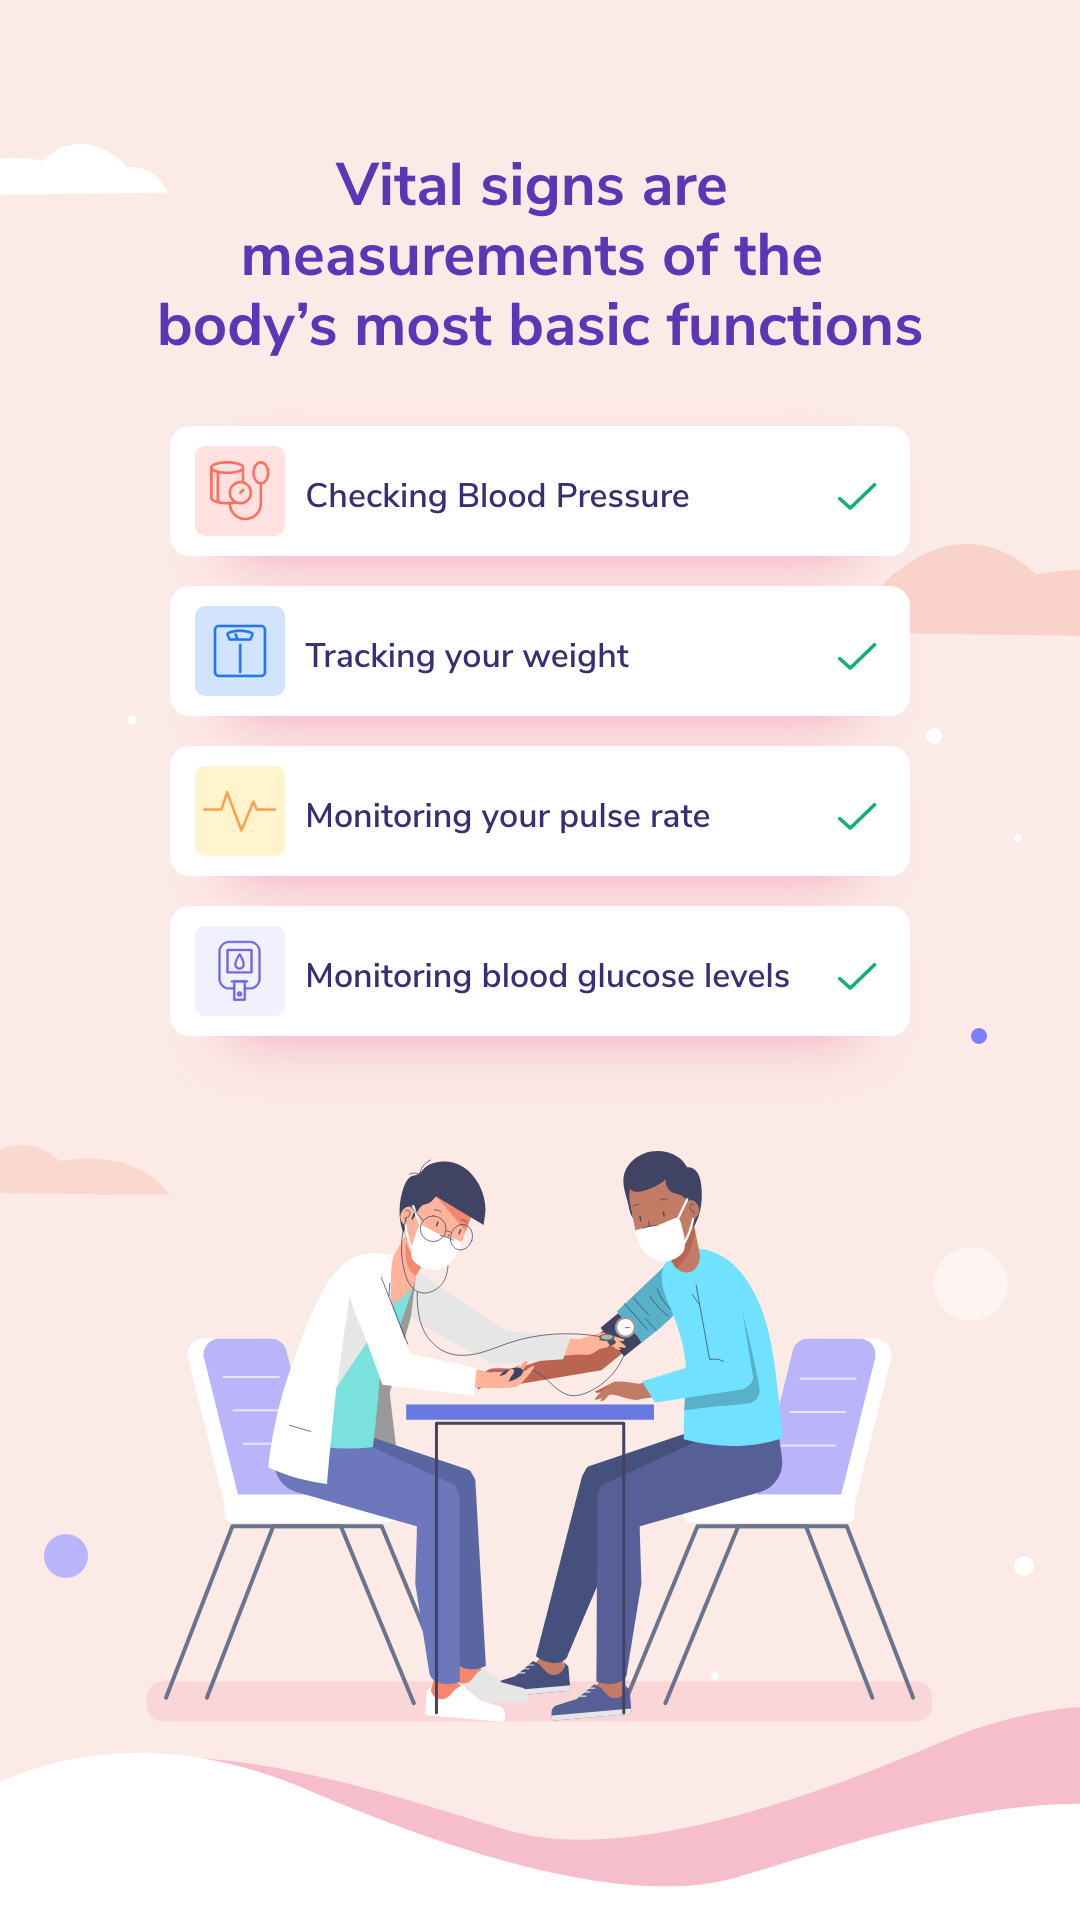 Vital signs are
measurements of the
body’s most basic functions
Checking Blood Pressure
Tracking your weight
Monitoring your pulse rate
Monitoring blood glucose levels